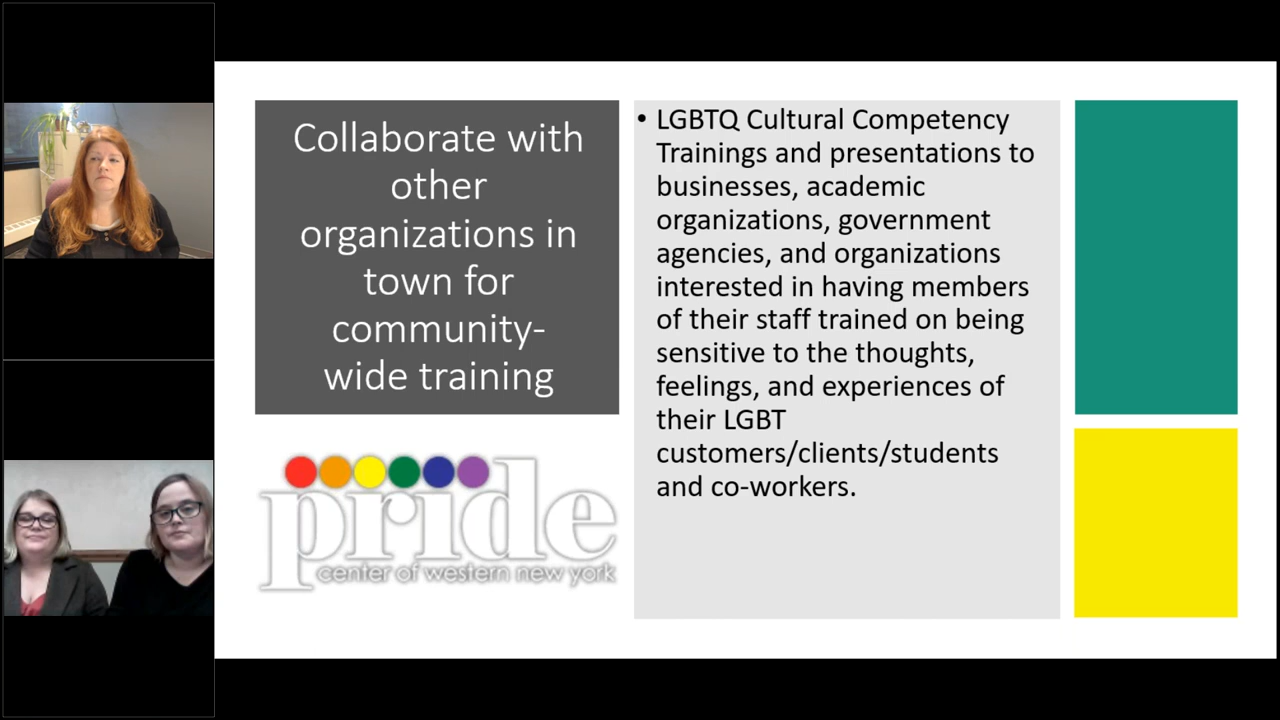 Collaborate with
other
organizations in
town for
community-
wide training
• LGBTQ Cultural Competency
Trainings and presentations to
businesses, academic
organizations, government
agencies, and organizations
interested in having members
of their staff trained on being
sensitive to the thoughts,
feelings, and experiences of
their LGBT
customers/clients/students
and co-workers.
pride
center of western new york